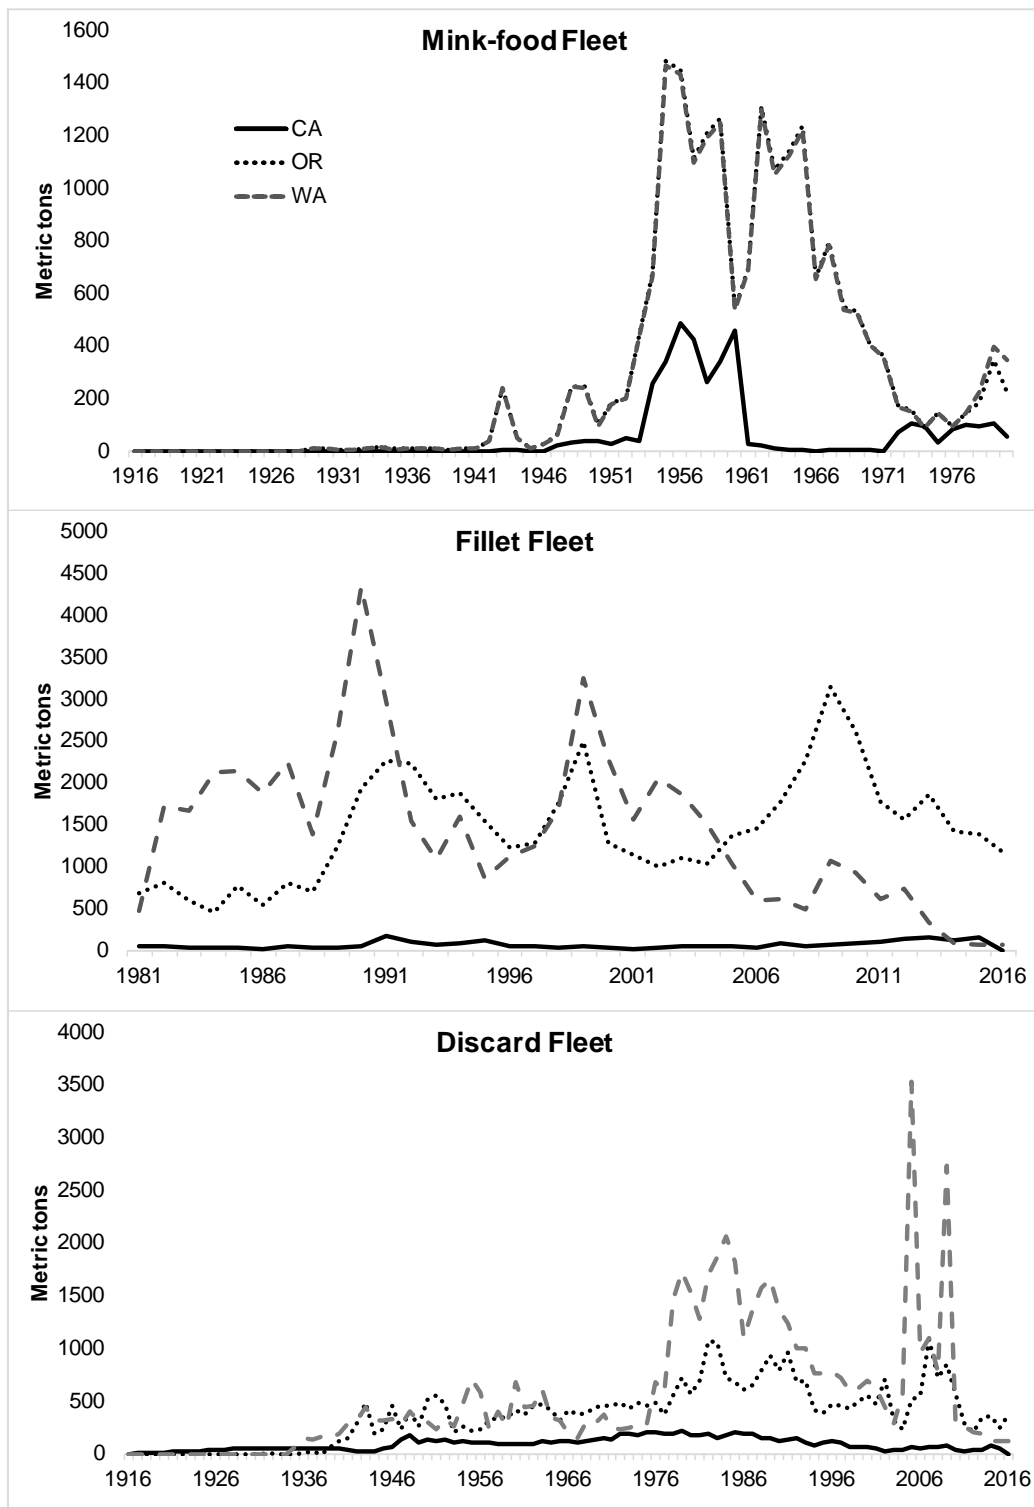 Mink-food Fleet
1600
1400
1200
1000
800
600
400
200
0
Metric tons
CA
OR
WA
1916 1921 1926 1931 1936 1941 1946 1951 1956 1961 1966 1971 1976
Fillet Fleet
5000
4500
4000
3500
3000
2500
2000
1500
1000
500
0
Metric tons
1981 1986 1991 1996 2001 2006 2011 2016
Discard Fleet
4000
3500
3000
2500
2000
1500
1000
500
0
Metric tons
1916 1926 1936 1946 1956 1966 1976 1986 1996 2006 2016